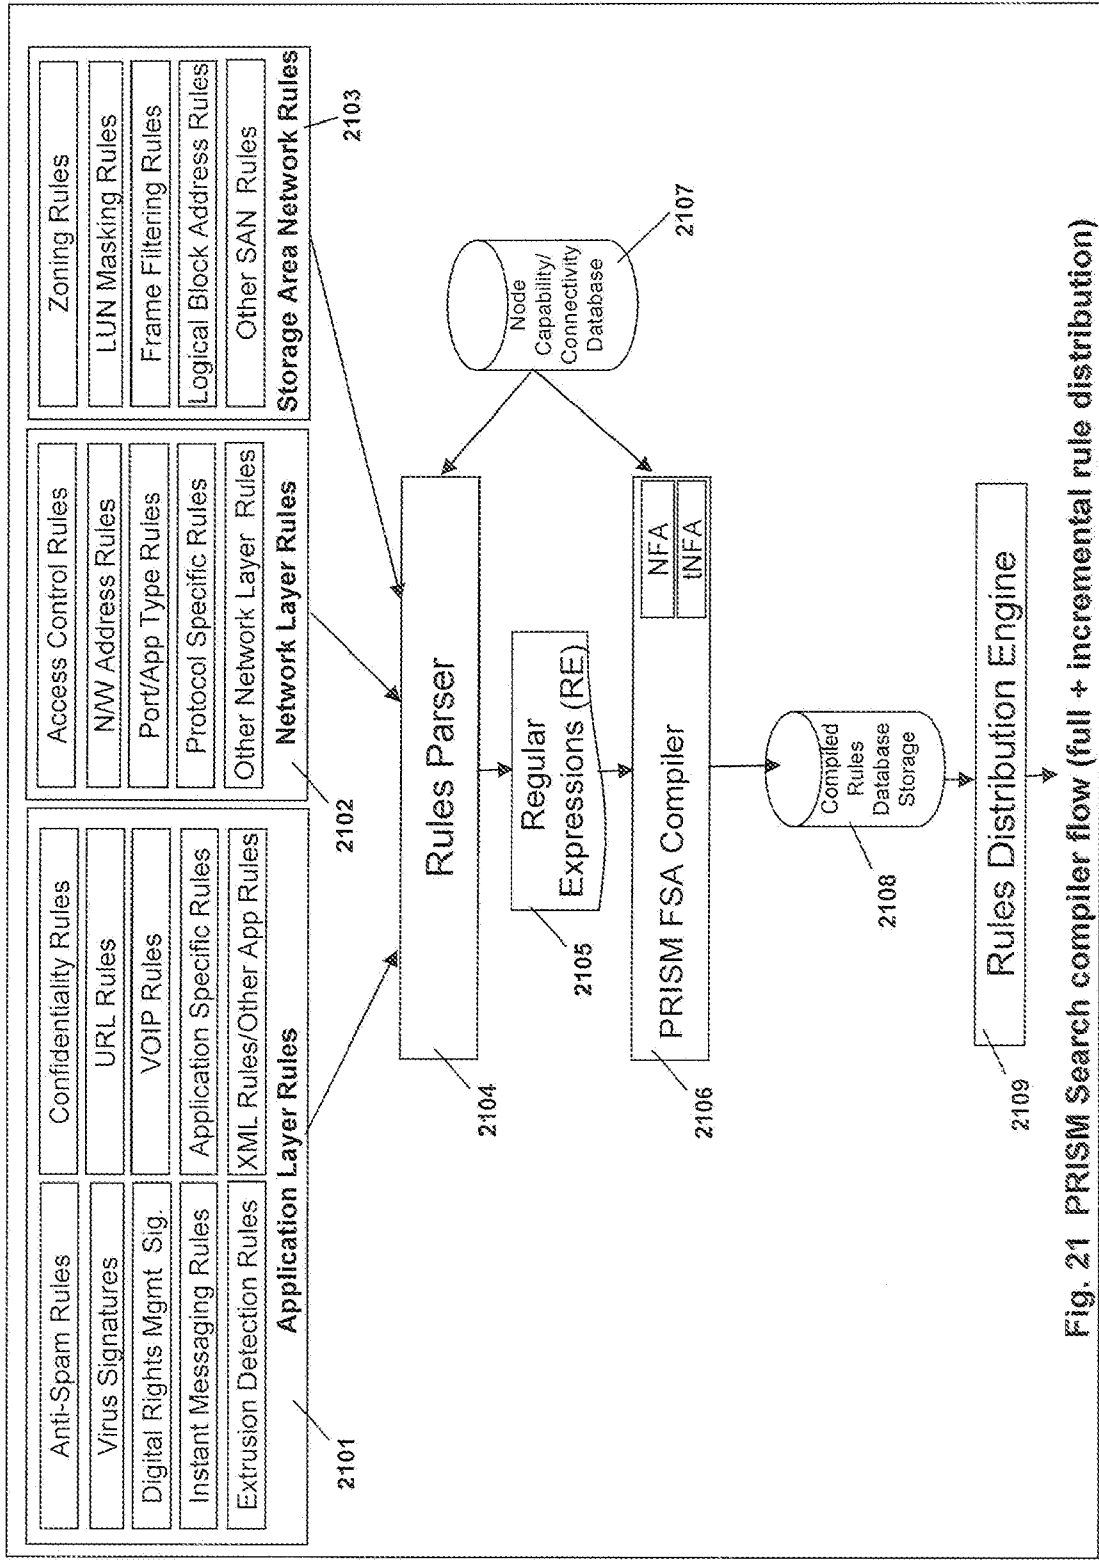 Anti-Spam Rules
Confidentiality Rules
Virus Signatures
URL Rules
Digital Rights Mgmt Sig.
VOIP Rules
Instant Messaging Rules
Application Specific Rules
Extrusion Detection Rules
XML Rules/Other App Rules
Application Layer Rules
2101
Access Control Rules
N/W Address Rules
Port/App Type Rules
Protocol Specific Rules
Other Network Layer Rules
Network Layer Rules
2102
Zoning Rules
LUN Masking Rules
Frame Filtering Rules
Logical Block Address Rules
Other SAN Rules
Storage Area Network Rules
2103
Rules Parser
2104
Regular
Expressions (RE)
2105
Node
Capability/
Connectivity
Database
2107
PRISM FSA Compiler
NFA
tNFA
2106
Compiled
Rules
Database
Storage
2108
Rules Distribution Engine
2109
Fig. 21 PRISM Search compiler flow (full + incremental rule distribution)